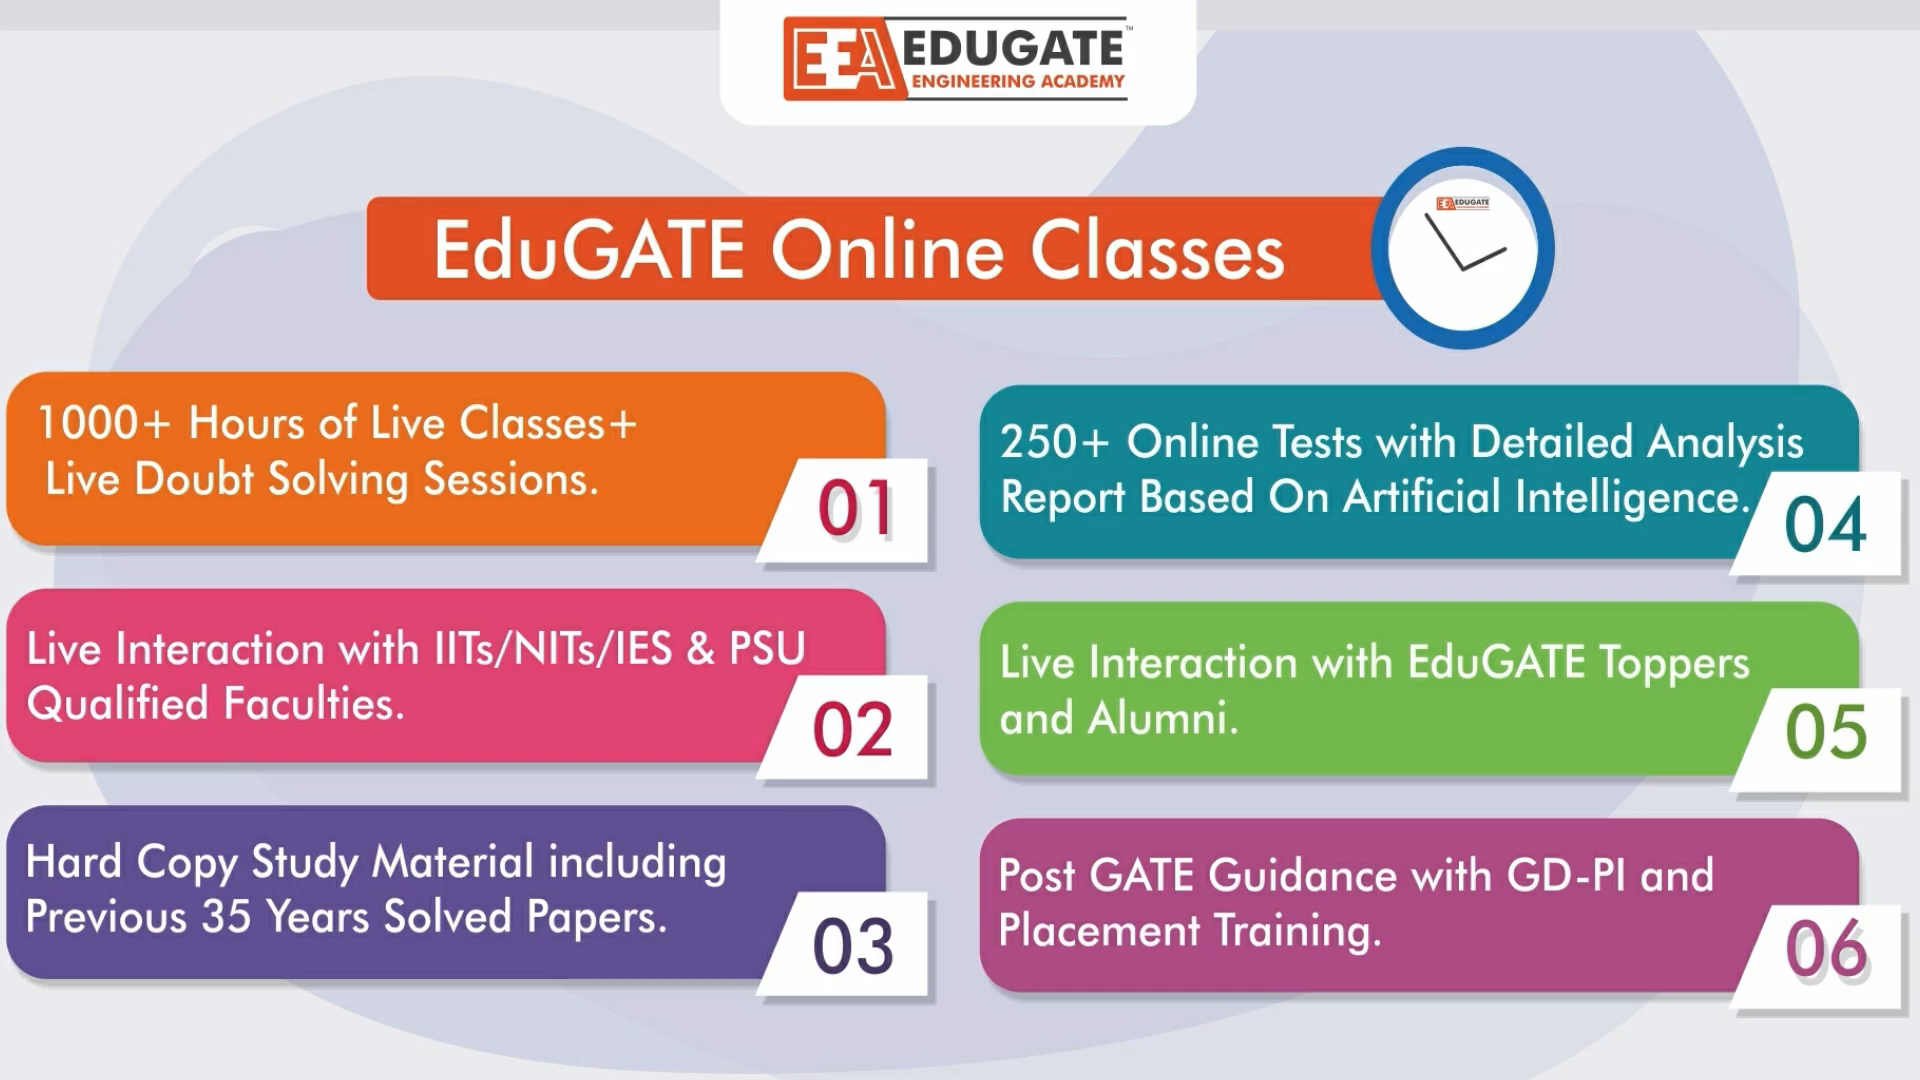 EEA EDUGATE™
ENGINEERING ACADEMY
EduGATE Online Classes
EEA EDUGATE
1000+ Hours of Live Classes+
Live Doubt Solving Sessions.
01
Live Interaction with IITs/NITs/IES & PSU
Qualified Faculties.
02
Hard Copy Study Material including
Previous 35 Years Solved Papers.
03
250+ Online Tests with Detailed Analysis
Report Based On Artificial Intelligence.
04
Live Interaction with EduGATE Toppers
and Alumni.
05
Post GATE Guidance with GD-PI and
Placement Training.
06